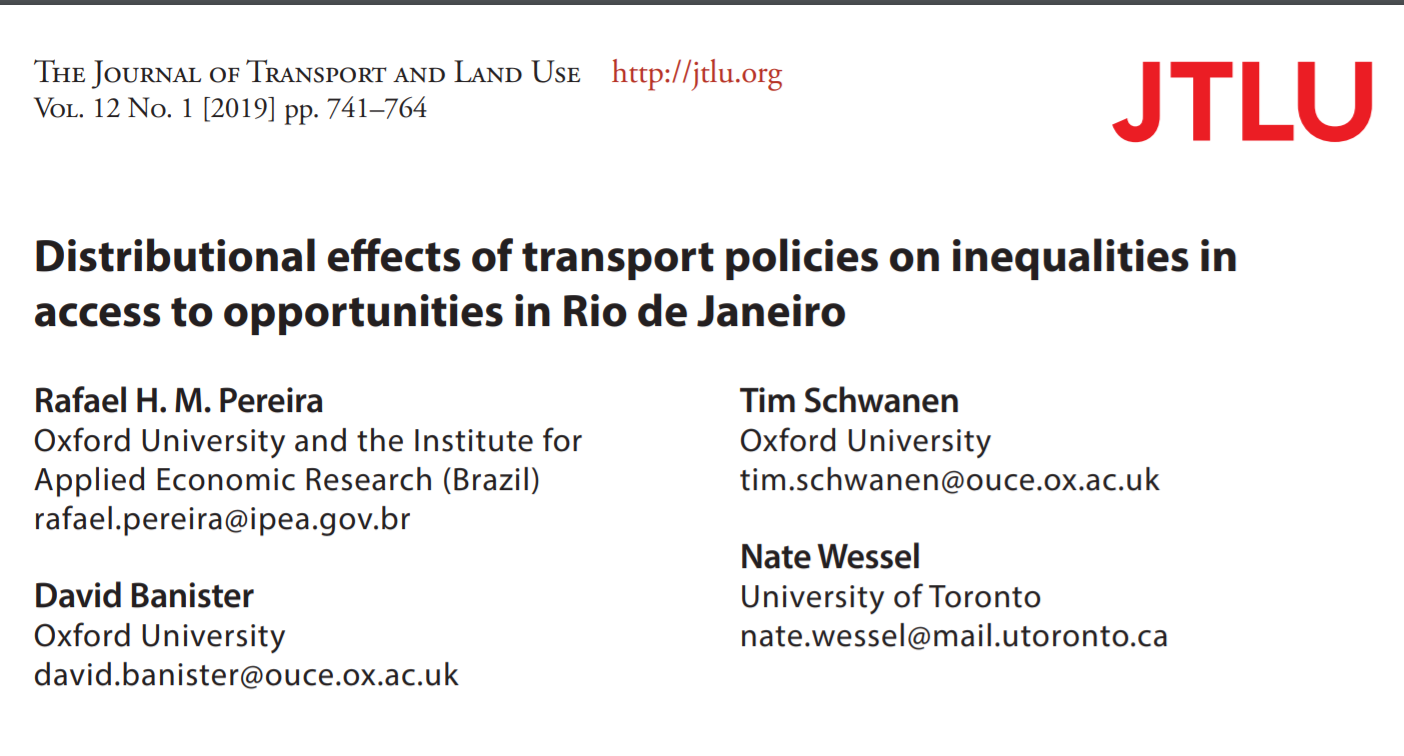 THE JOURNAL OF TRANSPORT AND LAND USE http://jtlu.org
VOL. 12 NO. 1 [2019] pp. 741–764
JTLU
Distributional effects of transport policies on inequalities in
access to opportunities in Rio de Janeiro
Rafael H. M. Pereira
Oxford University and the Institute for
Applied Economic Research (Brazil)
rafael.pereira@ipea.gov.br
David Banister
Oxford University
david.banister@ouce.ox.ac.uk
Tim Schwanen
Oxford University
tim.schwanen@ouce.ox.ac.uk
Nate Wessel
University of Toronto
nate.wessel@mail.utoronto.ca